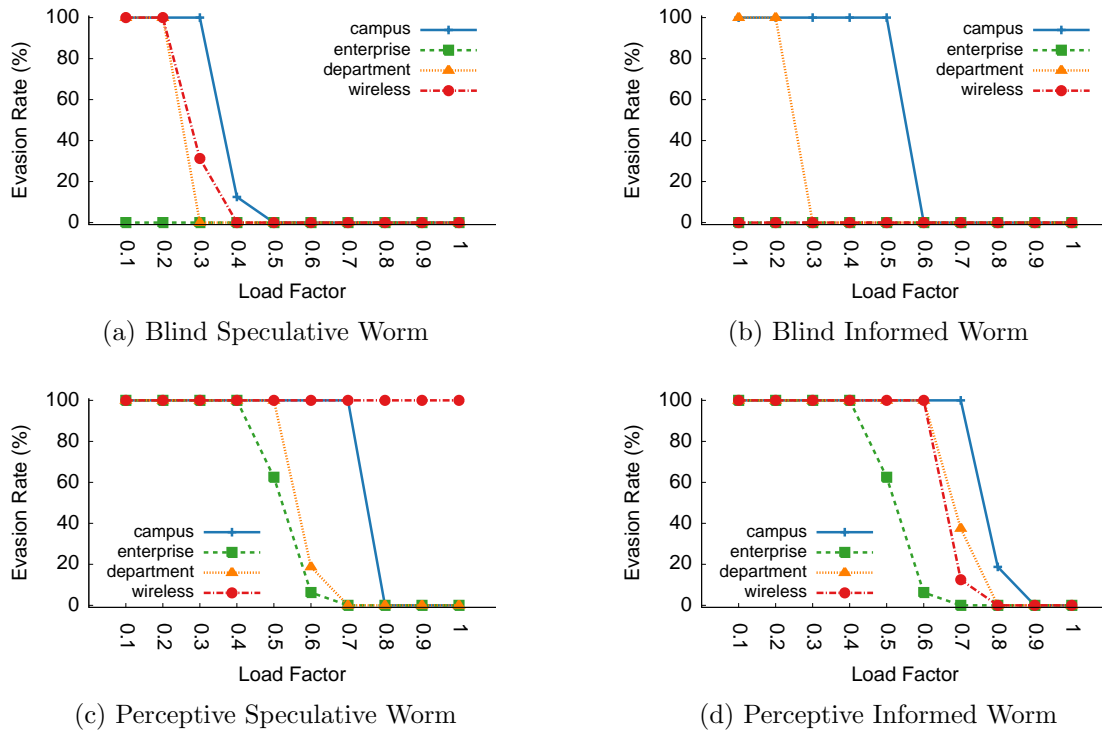 100
80
60
40
20
0
Evasion Rate (%)
campus
enterprise
department
wireless
0.1 0.2 0.3 0.4 0.5 0.6 0.7 0.8 0.9 1
Load Factor
(a) Blind Speculative Worm
100
80
60
40
20
0
Evasion Rate (%)
campus
enterprise
department
wireless
0.1 0.2 0.3 0.4 0.5 0.6 0.7 0.8 0.9 1
Load Factor
(b) Blind Informed Worm
100
80
60
40
20
0
Evasion Rate (%)
campus
enterprise
department
wireless
0.1 0.2 0.3 0.4 0.5 0.6 0.7 0.8 0.9 1
Load Factor
(c) Perceptive Speculative Worm
100
80
60
40
20
0
Evasion Rate (%)
campus
enterprise
department
wireless
0.1 0.2 0.3 0.4 0.5 0.6 0.7 0.8 0.9 1
Load Factor
(d) Perceptive Informed Worm